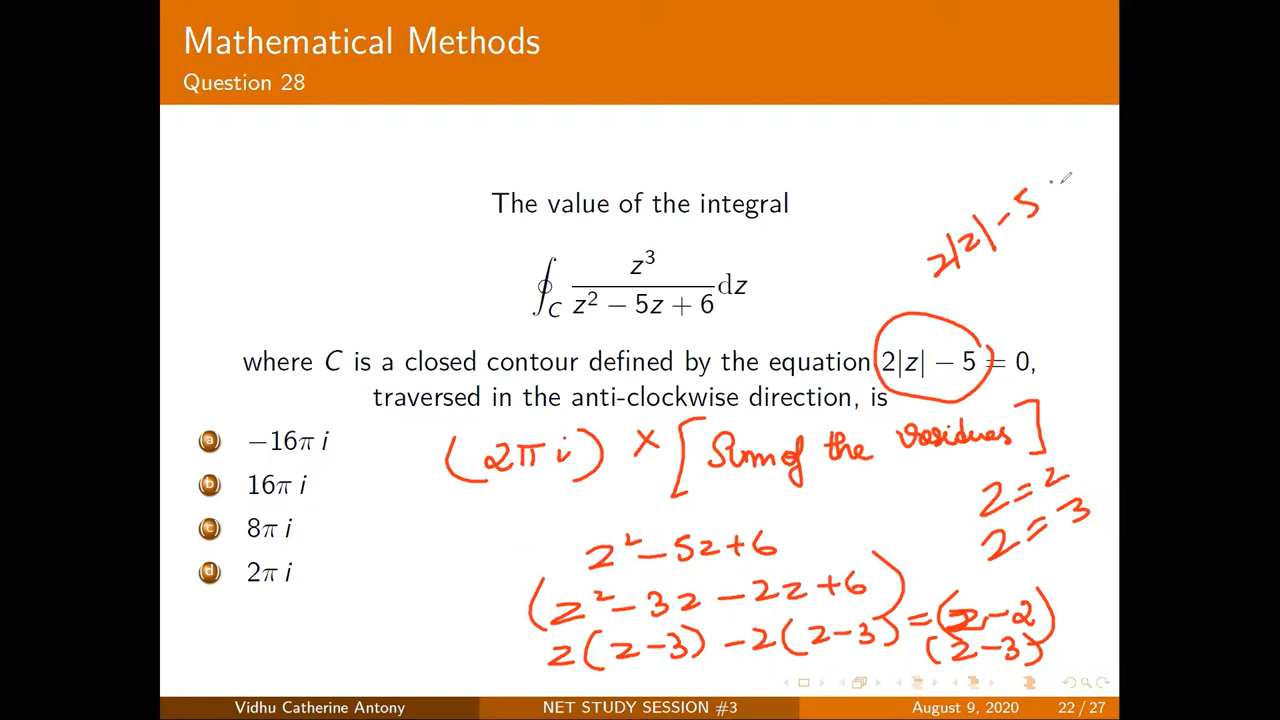 Mathematical Methods
Question 28
The value of the integral
∮_C z³/(z² − 5z + 6) dz
2|z| − 5
where C is a closed contour defined by the equation 2|z| − 5 = 0,
traversed in the anti-clockwise direction, is
a −16π i
b 16π i
c 8π i
d 2π i
(2πi) × [Sum of the residues]
z = 2
z = 3
z² − 5z + 6
(z² − 3z − 2z + 6)
z(z−3) − 2(z−3) = (z−2)
(z−3)
Vidhu Catherine Antony NET STUDY SESSION #3 August 9, 2020 22 / 27